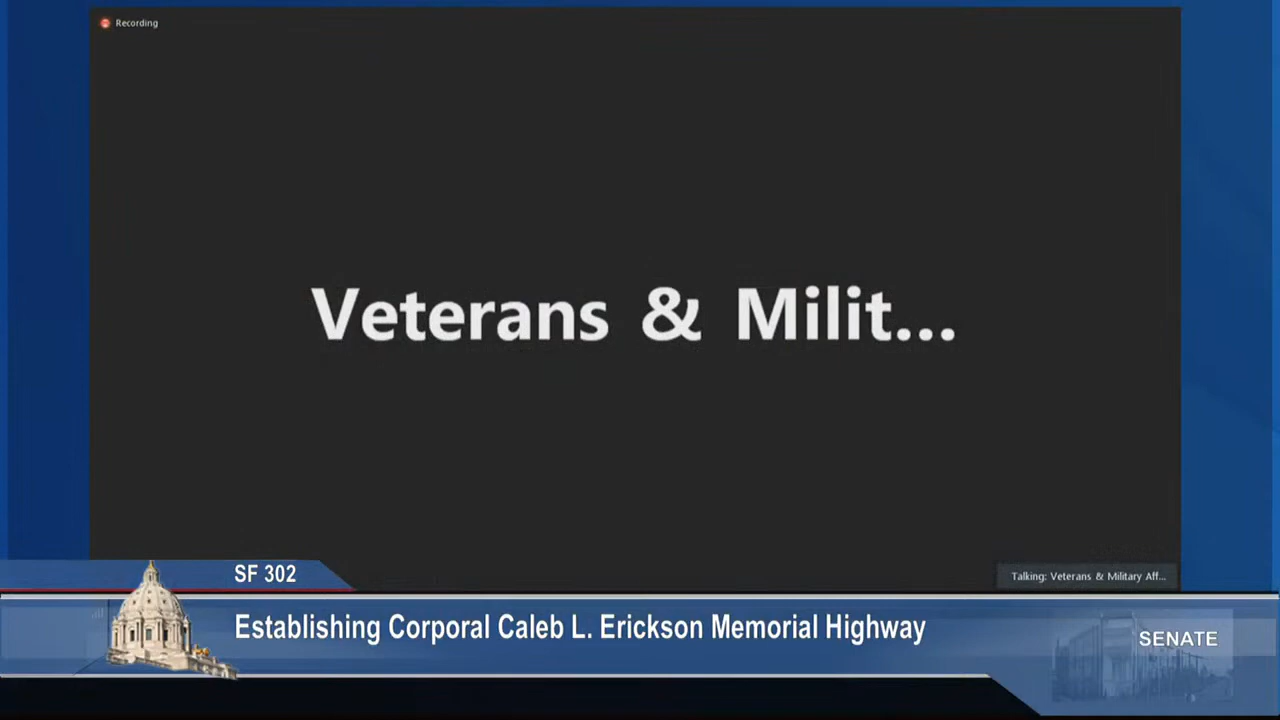 Recording
Veterans & Milit...
Talking: Veterans & Military Aff...
SF 302
Establishing Corporal Caleb L. Erickson Memorial Highway
SENATE